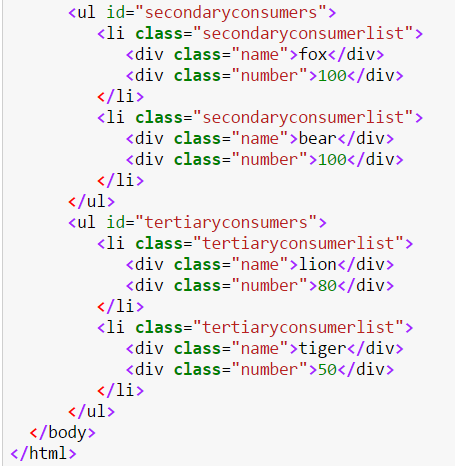 <ul id="secondaryconsumers">
<li class="secondaryconsumerlist">
<div class="name">fox</div>
<div class="number">100</div>
</li>
<li class="secondaryconsumerlist">
<div class="name">bear</div>
<div class="number">100</div>
</li>
</ul>
<ul id="tertiaryconsumers">
<li class="tertiaryconsumerlist">
<div class="name">lion</div>
<div class="number">80</div>
</li>
<li class="tertiaryconsumerlist">
<div class="name">tiger</div>
<div class="number">50</div>
</li>
</ul>
</body>
</html>